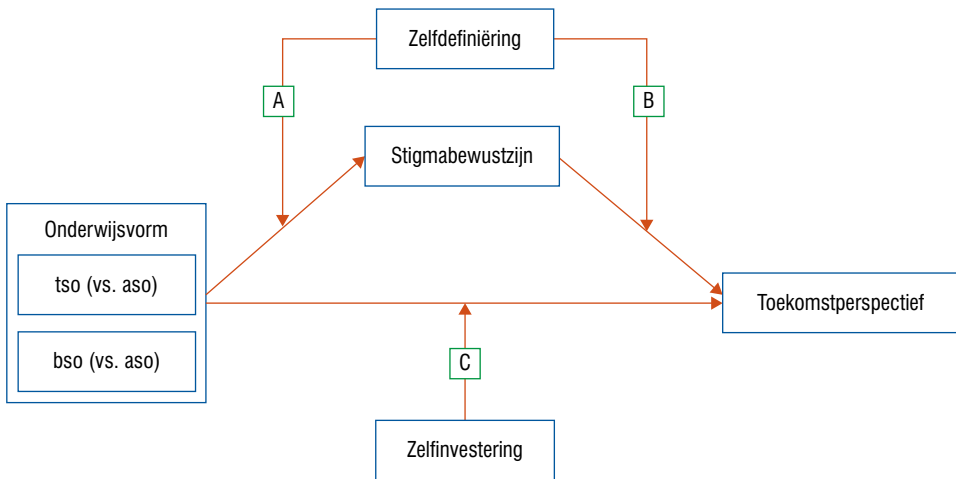 Zelfdefiniëring
A
B
Stigmabewustzijn
Onderwijsvorm
tso (vs. aso)
bso (vs. aso)
Toekomstperspectief
C
Zelfinvestering